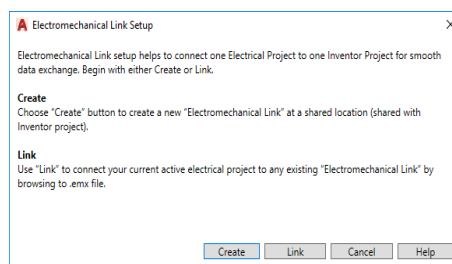 Electromechanical Link Setup
Electromechanical Link setup helps to connect one Electrical Project to one Inventor Project for smooth
data exchange. Begin with either Create or Link.
Create
Choose "Create" button to create a new "Electromechanical Link" at a shared location (shared with
Inventor project).
Link
Use "Link" to connect your current active electrical project to any existing "Electromechanical Link" by
browsing to .emx file.
Create Link Cancel Help